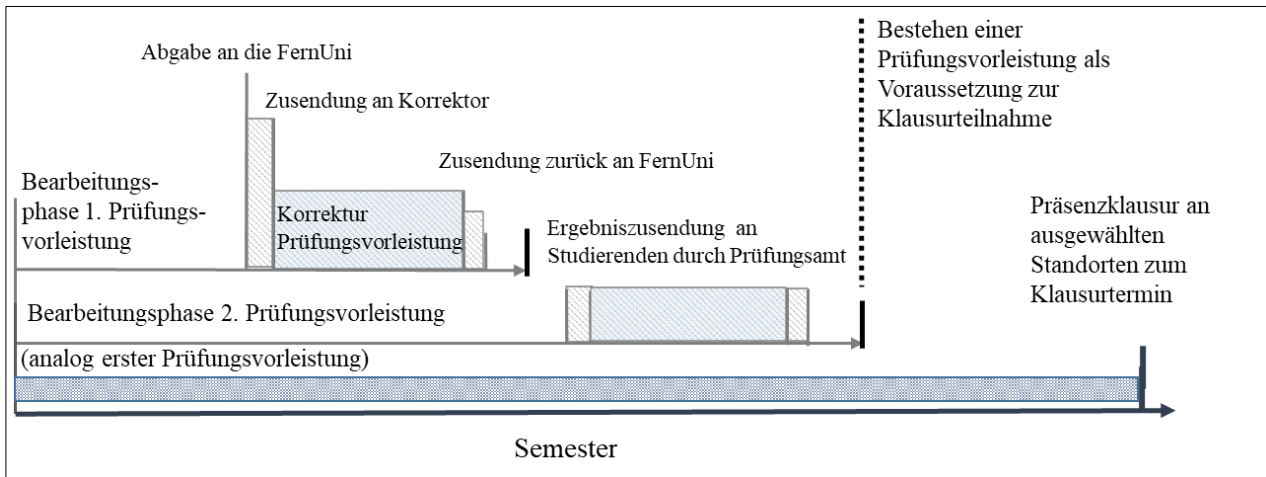 Abgabe an die FernUni
Zusendung an Korrektor
Zusendung zurück an FernUni
Bearbeitungs-
phase 1. Prüfungs-
vorleistung
Korrektur
Prüfungsvorleistung
Ergebniszusendung an
Studierenden durch Prüfungsamt
Bestehen einer
Prüfungsvorleistung als
Voraussetzung zur
Klausurteilnahme
Präsenzklausur an
ausgewählten
Standorten zum
Klausurtermin
Bearbeitungsphase 2. Prüfungsvorleistung
(analog erster Prüfungsvorleistung)
Semester